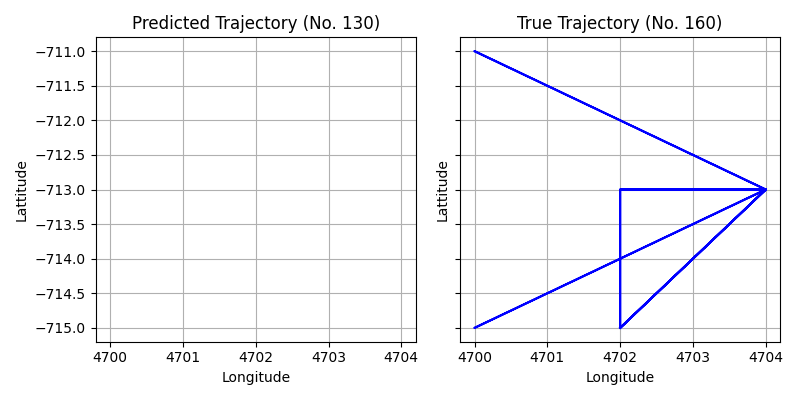 Predicted Trajectory (No. 130)
True Trajectory (No. 160)
−711.0
−711.5
−712.0
−712.5
−713.0
−713.5
−714.0
−714.5
−715.0
Lattitude
Lattitude
4700 4701 4702 4703 4704
4700 4701 4702 4703 4704
Longitude
Longitude